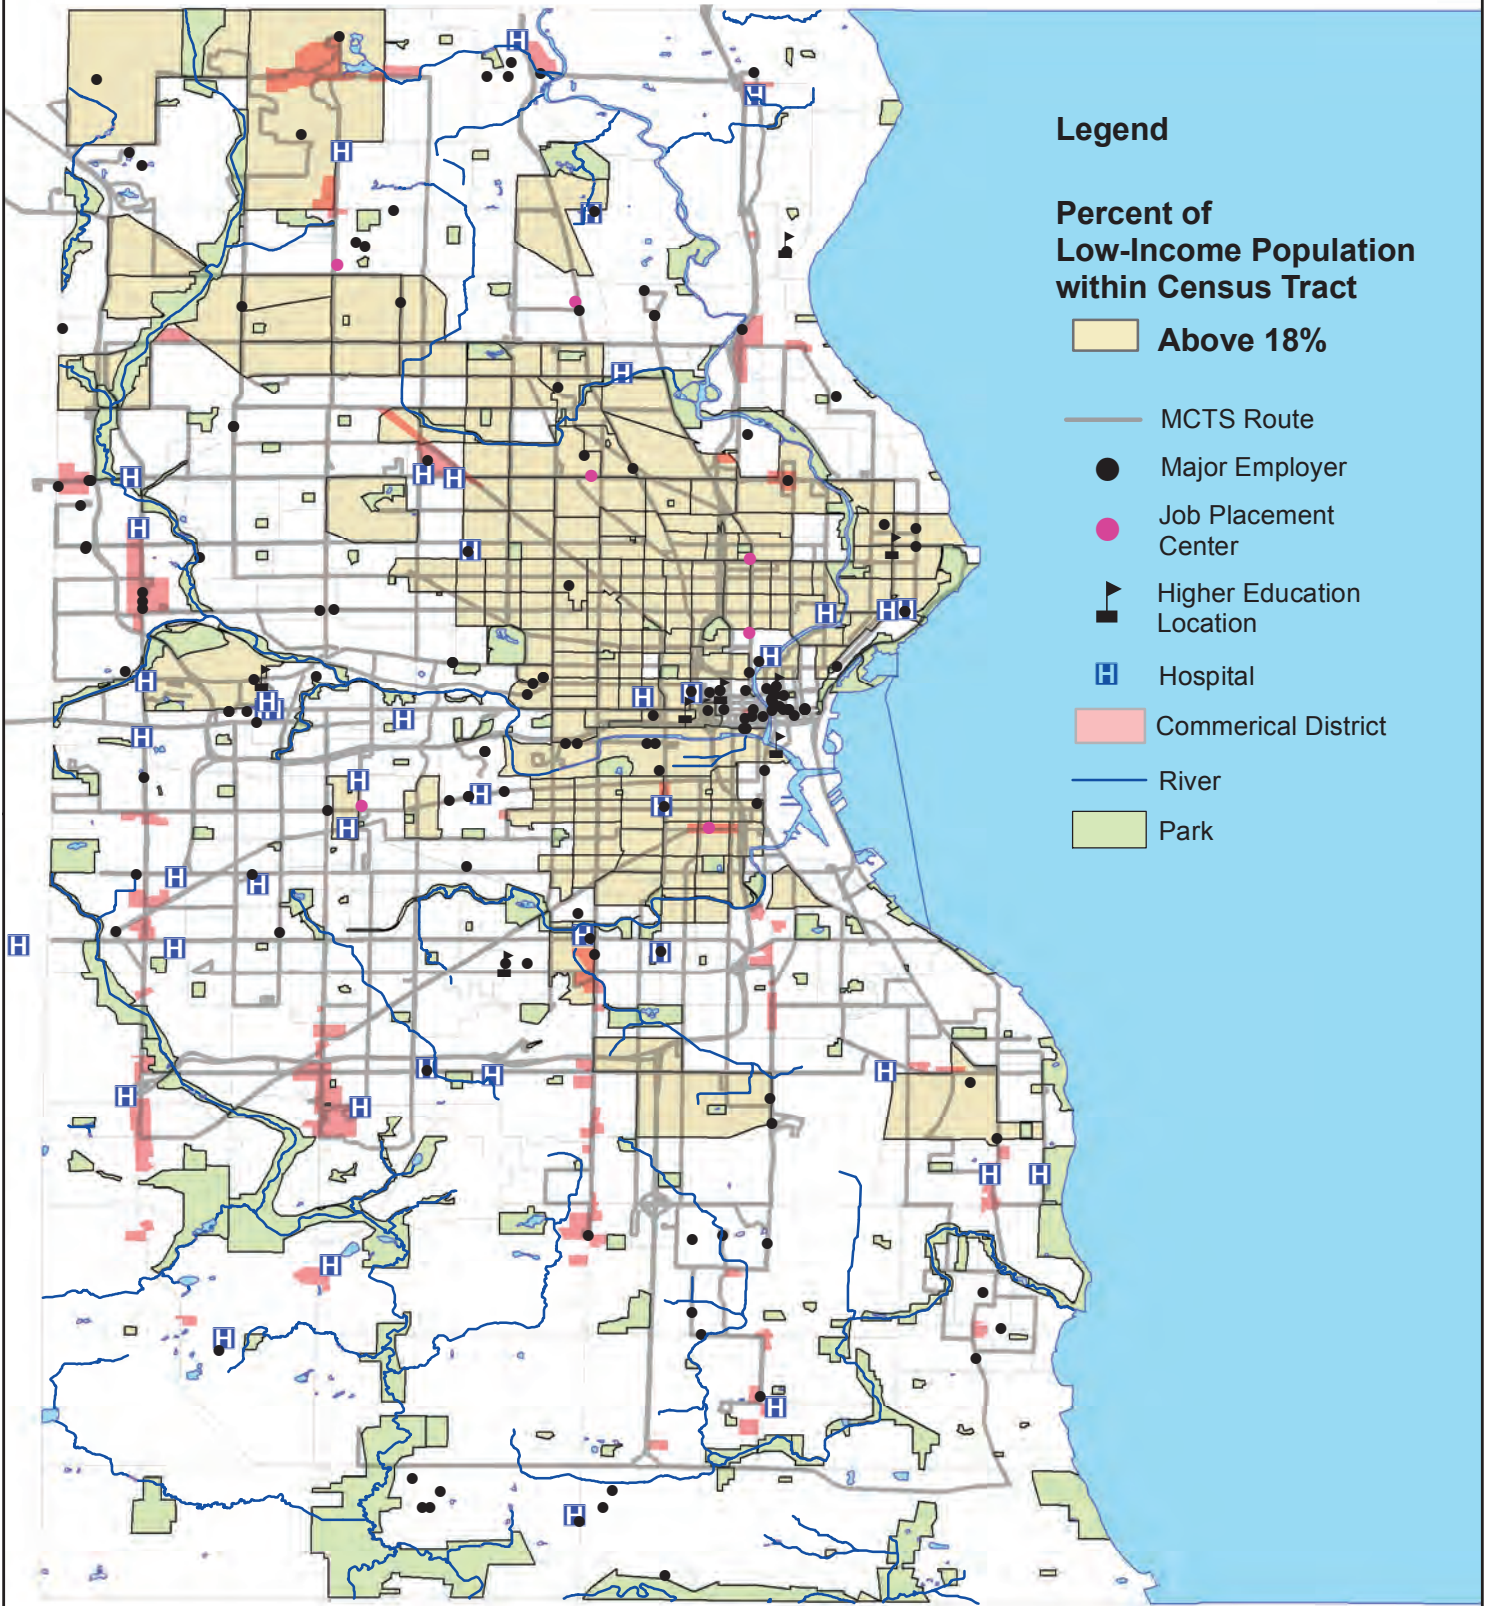 Legend
Percent of
Low-Income Population
within Census Tract
Above 18%
MCTS Route
Major Employer
Job Placement
Center
Higher Education
Location
H Hospital
Commerical District
River
Park